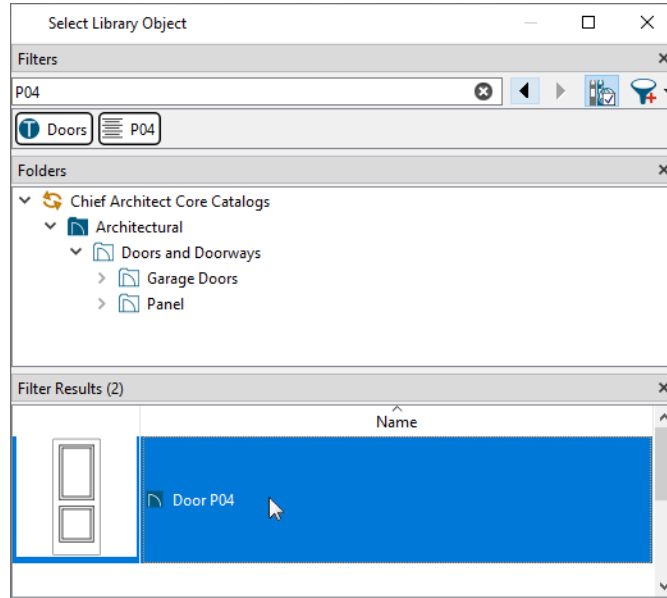 Select Library Object
Filters
P04
Doors P04
Folders
Chief Architect Core Catalogs
Architectural
Doors and Doorways
Garage Doors
Panel
Filter Results (2)
Name
Door P04